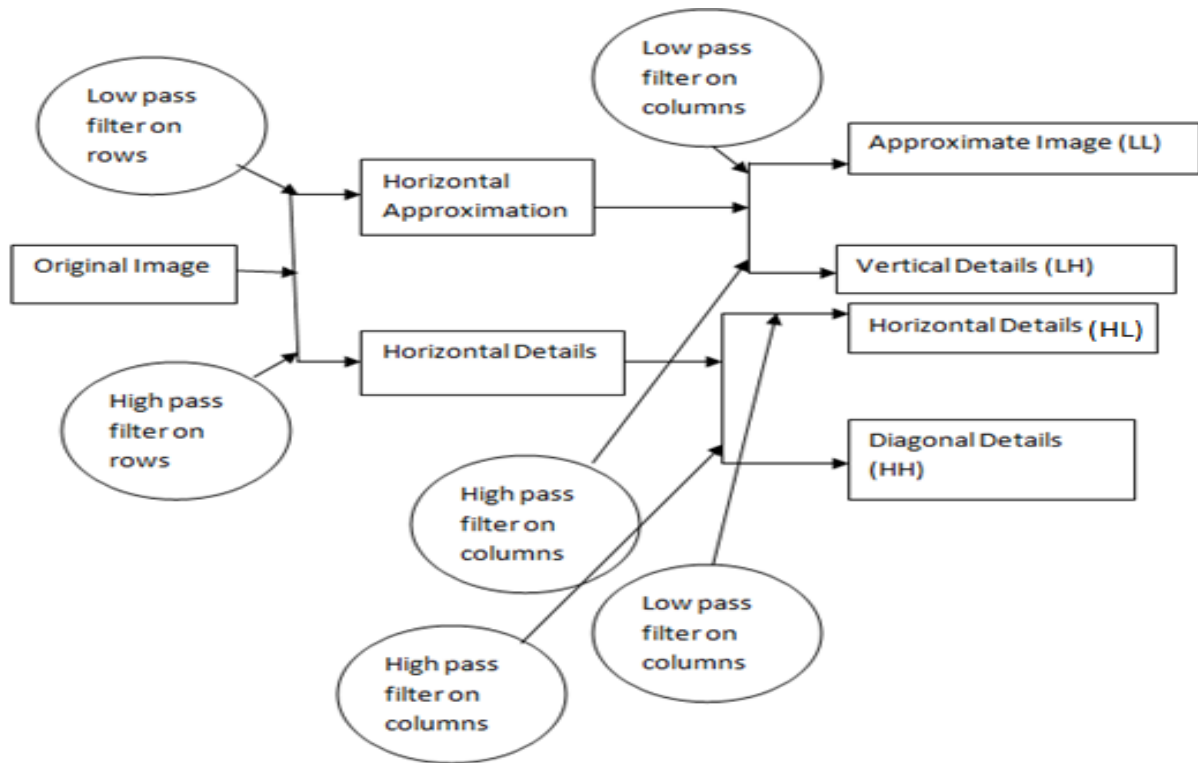 Low pass
filter on
rows
Low pass
filter on
columns
Approximate Image (LL)
Horizontal
Approximation
Original Image
Vertical Details (LH)
Horizontal Details (HL)
Horizontal Details
High pass
filter on
rows
Diagonal Details
(HH)
High pass
filter on
columns
Low pass
filter on
columns
High pass
filter on
columns